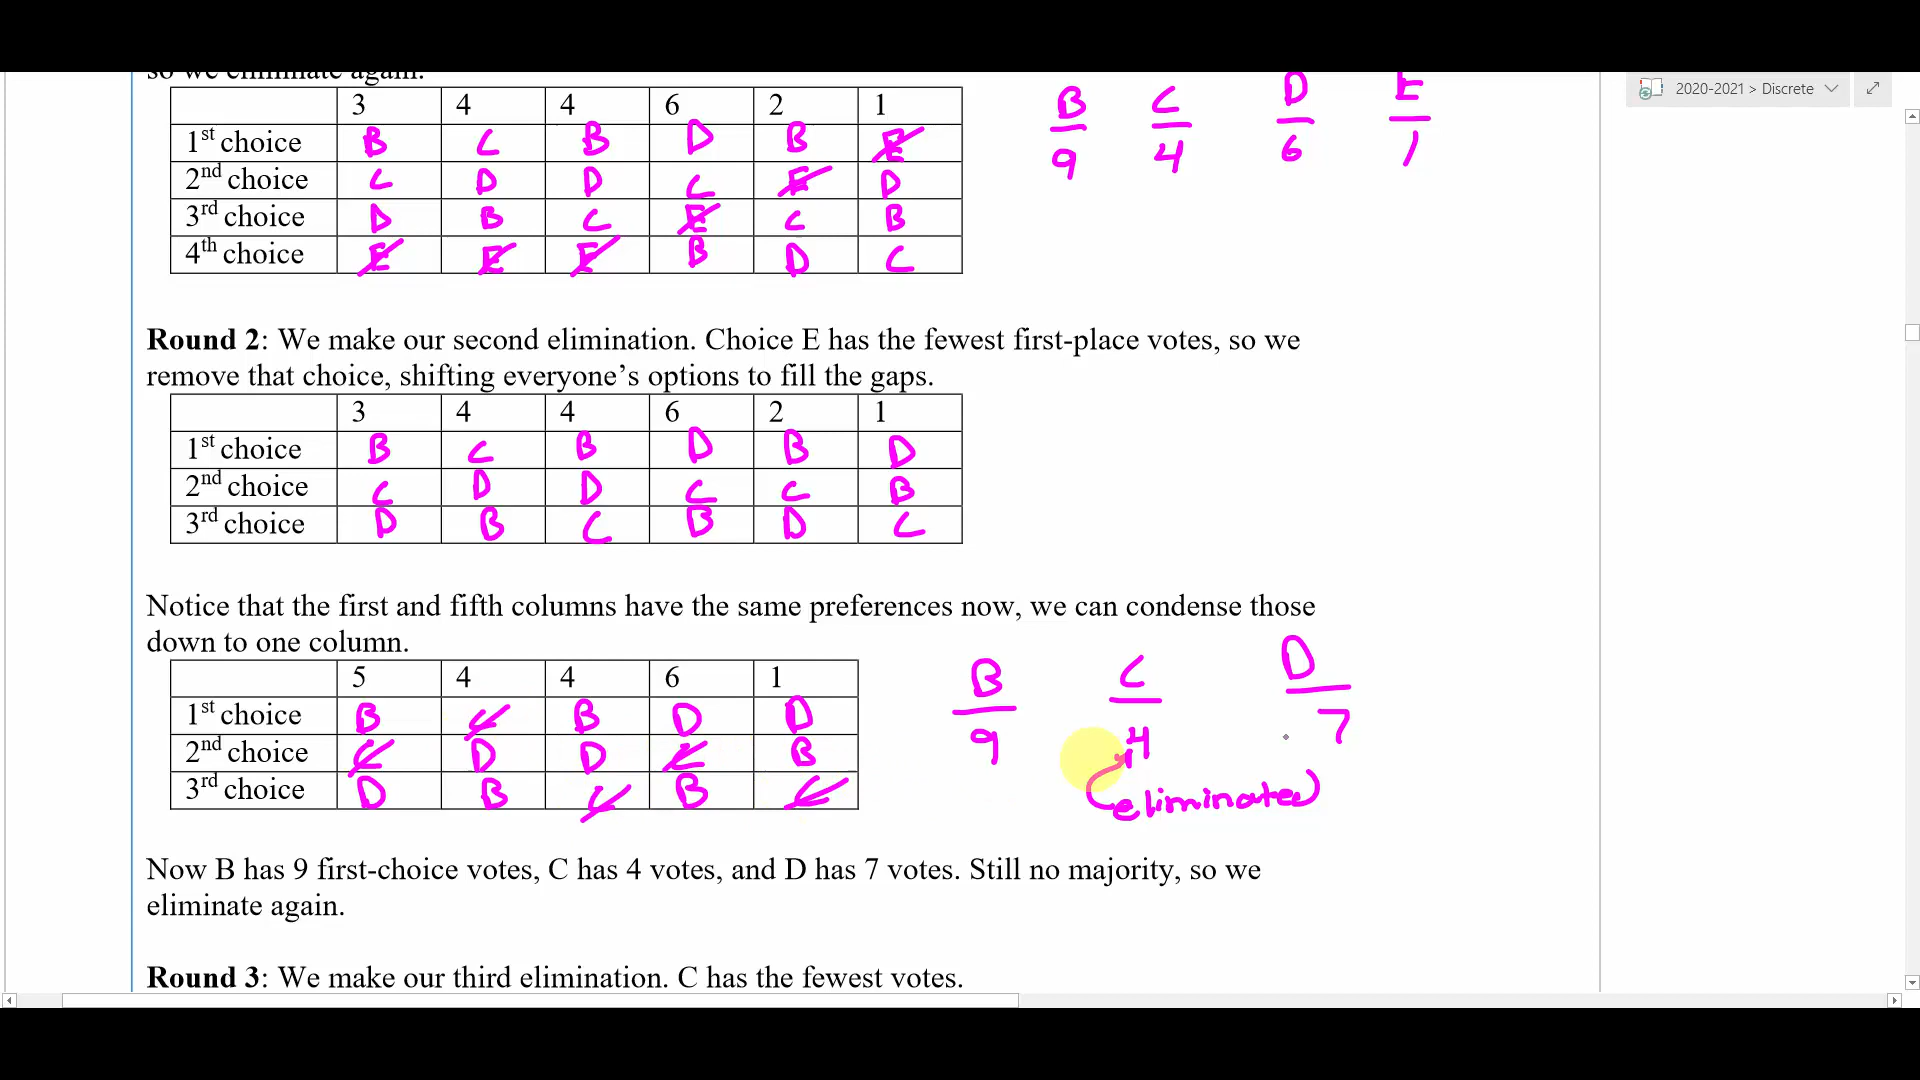 so we eliminate again.
2020-2021 > Discrete
B C D E
9 4 6 1
3 4 4 6 2 1
1st choice B C B D B E
2nd choice C D D C E D
3rd choice D B C E C B
4th choice E E E B D C
Round 2: We make our second elimination. Choice E has the fewest first-place votes, so we
remove that choice, shifting everyone’s options to fill the gaps.
3 4 4 6 2 1
1st choice B C B D B D
2nd choice C D D C C B
3rd choice D B C B D C
Notice that the first and fifth columns have the same preferences now, we can condense those
down to one column.
5 4 4 6 1
1st choice B C B D D
2nd choice C D D C B
3rd choice D B C B C
B C D
9 4 7
eliminated
Now B has 9 first-choice votes, C has 4 votes, and D has 7 votes. Still no majority, so we
eliminate again.
Round 3: We make our third elimination. C has the fewest votes.